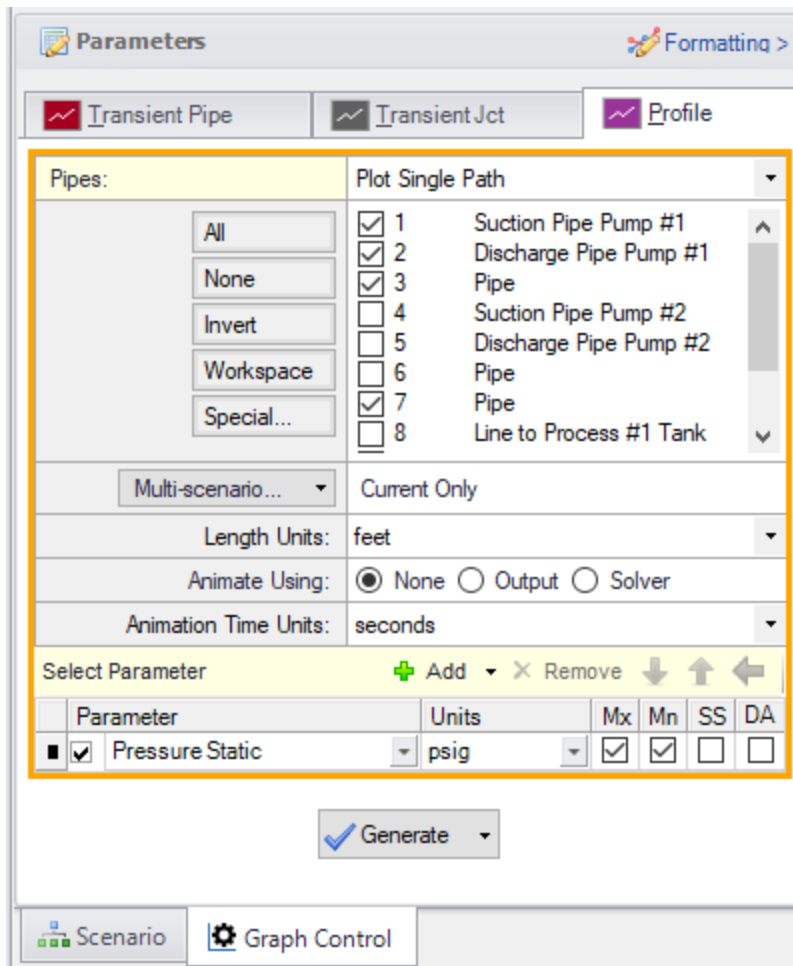 Parameters Formatting >
Transient Pipe Transient Jct Profile
Pipes: Plot Single Path
All
None
Invert
Workspace
Special...
1 Suction Pipe Pump #1
2 Discharge Pipe Pump #1
3 Pipe
4 Suction Pipe Pump #2
5 Discharge Pipe Pump #2
6 Pipe
7 Pipe
8 Line to Process #1 Tank
Multi-scenario... Current Only
Length Units: feet
Animate Using: None Output Solver
Animation Time Units: seconds
Select Parameter Add Remove
Parameter Units Mx Mn SS DA
Pressure Static psig
Generate
Scenario Graph Control